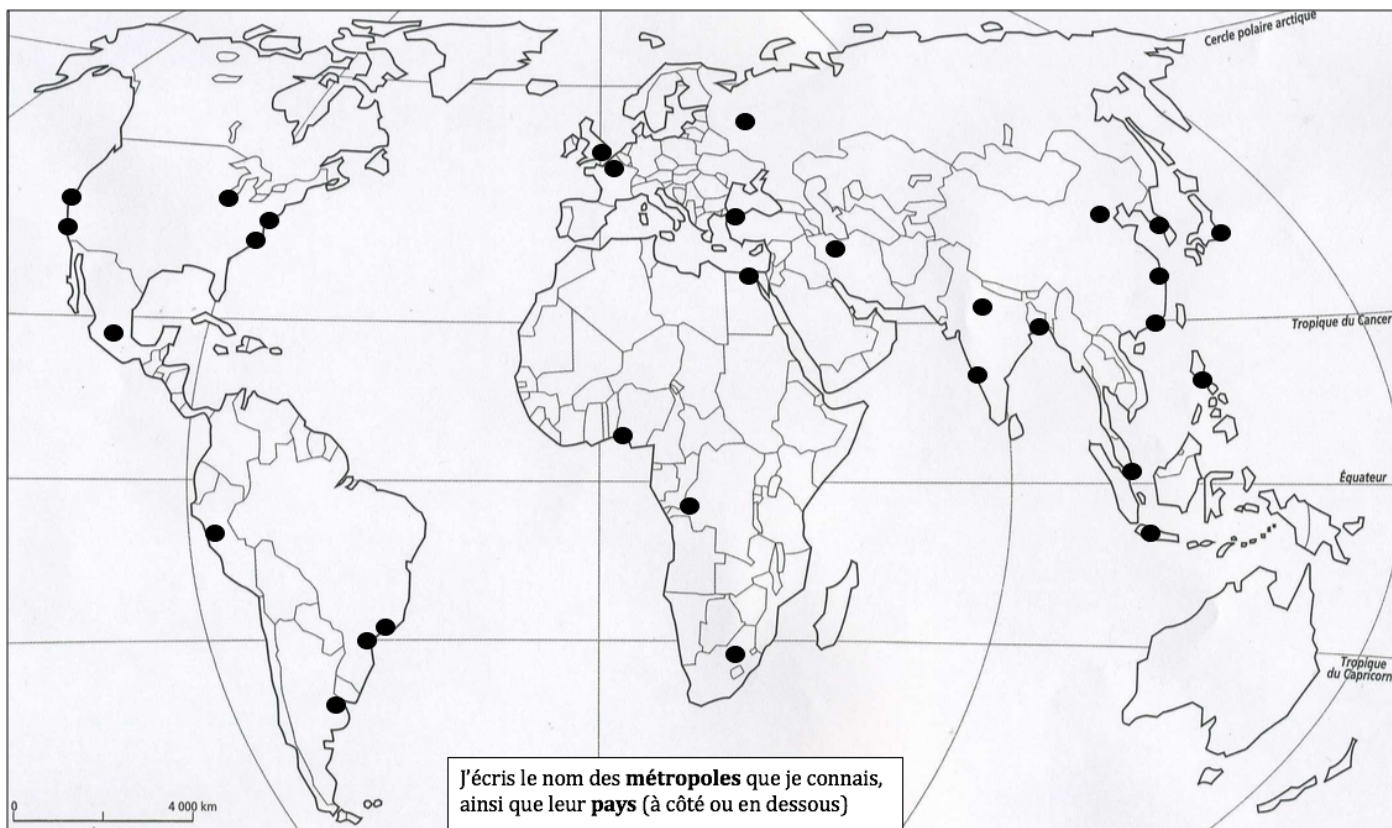 Cercle polaire arctique
Tropique du Cancer
Équateur
Tropique
du Capricorne
J'écris le nom des métropoles que je connais,
ainsi que leur pays (à côté ou en dessous)
0 4 000 km